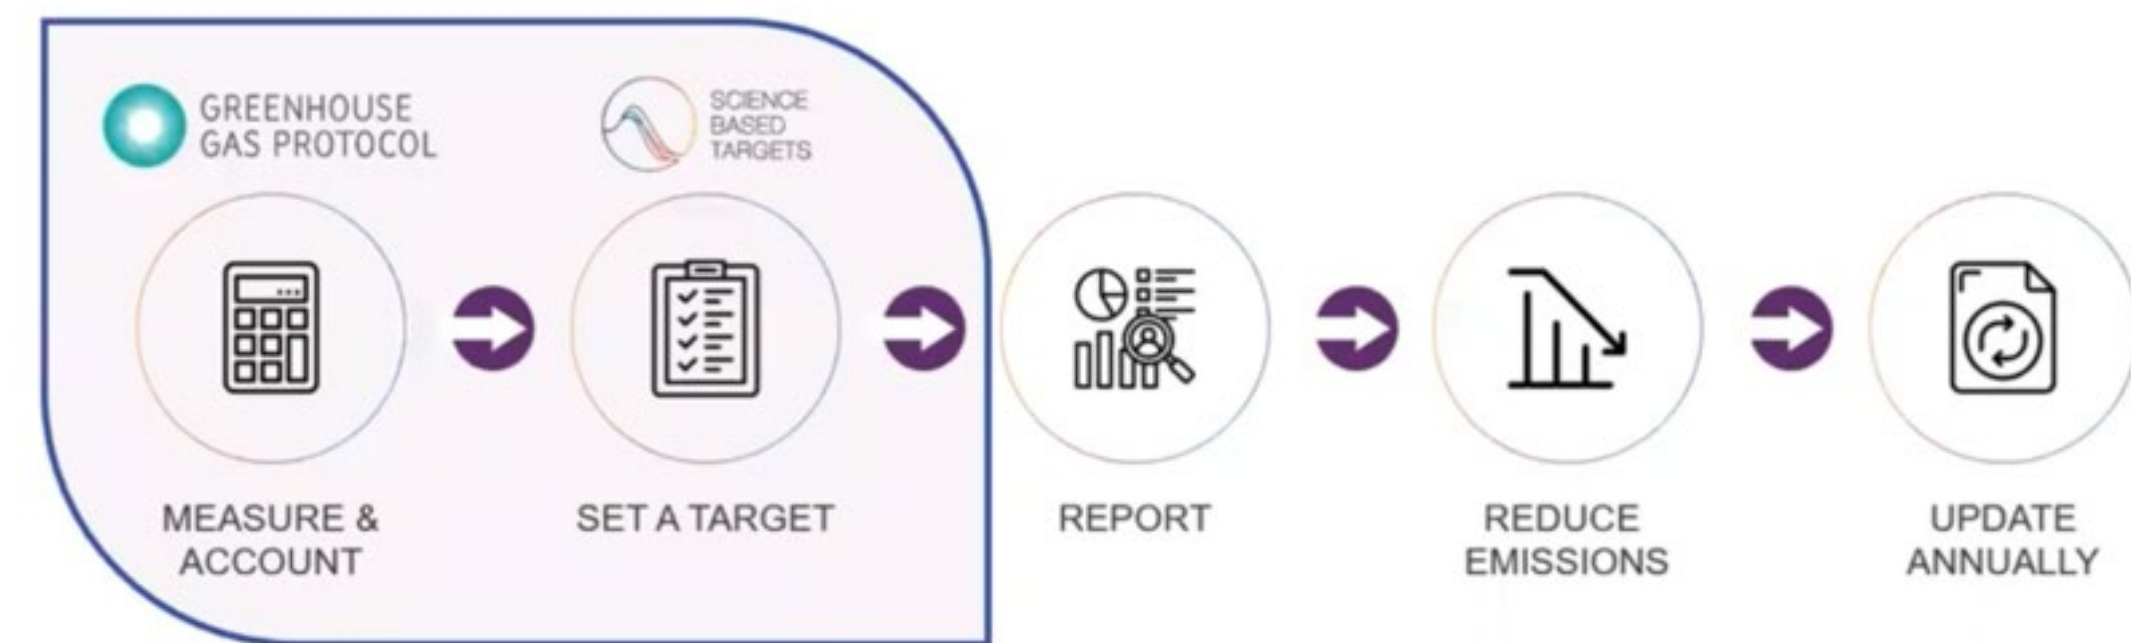 GREENHOUSE
GAS PROTOCOL
SCIENCE
BASED
TARGETS
MEASURE &
ACCOUNT
SET A TARGET
REPORT
REDUCE
EMISSIONS
UPDATE
ANNUALLY